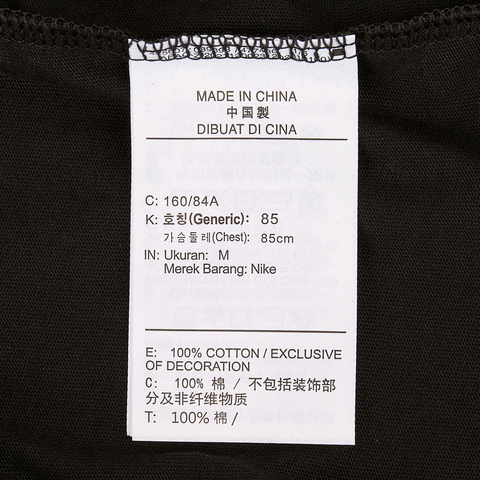 MADE IN CHINA
中国製
DIBUAT DI CINA
C: 160/84A
K: 호칭(Generic): 85
가슴둘레(Chest): 85cm
IN: Ukuran: M
Merek Barang: Nike
E: 100% COTTON / EXCLUSIVE
OF DECORATION
C: 100% 棉 / 不包括装饰部
分及非纤维物质
T: 100% 棉 /